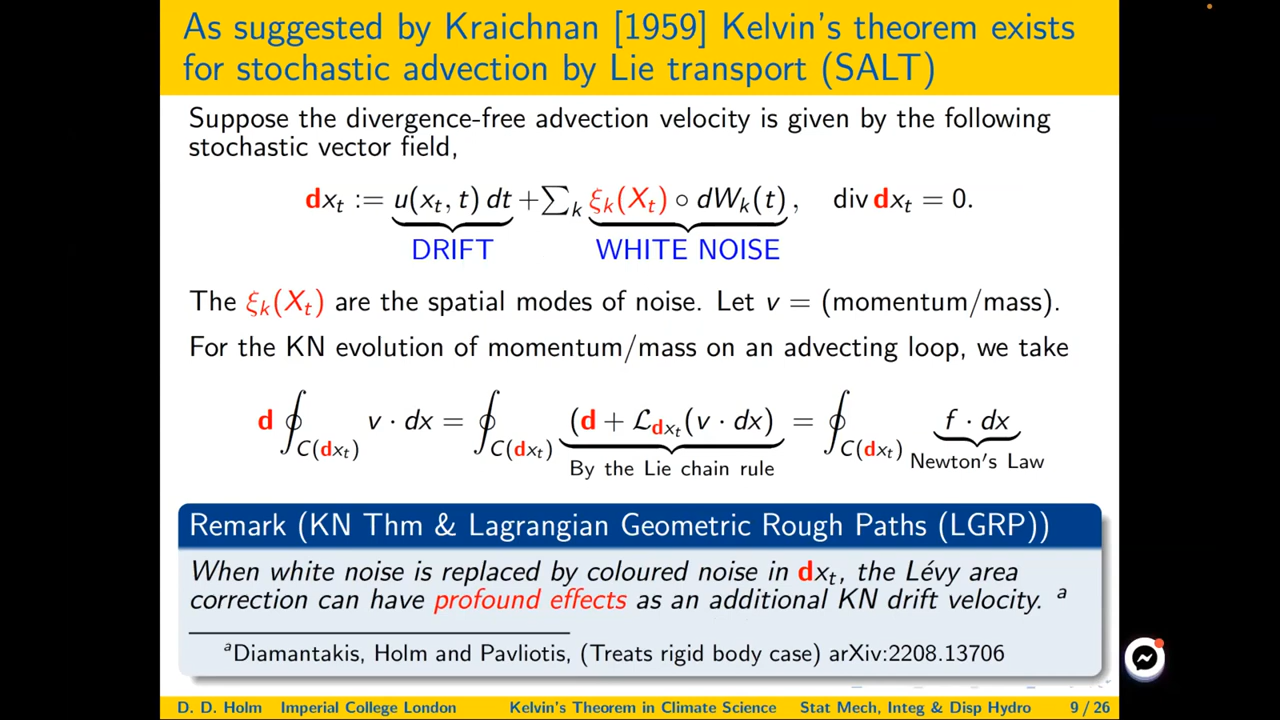 As suggested by Kraichnan [1959] Kelvin's theorem exists
for stochastic advection by Lie transport (SALT)
Suppose the divergence-free advection velocity is given by the following
stochastic vector field,
dx_t := u(x_t, t) dt + ∑_k ξ_k(X_t) ∘ dW_k(t) , div dx_t = 0.
DRIFT WHITE NOISE
The ξ_k(X_t) are the spatial modes of noise. Let v = (momentum/mass).
For the KN evolution of momentum/mass on an advecting loop, we take
d ∮_{C(dx_t)} v · dx = ∮_{C(dx_t)} (d + ℒ_{dx_t}(v · dx) = ∮_{C(dx_t)} f · dx
By the Lie chain rule Newton's Law
Remark (KN Thm & Lagrangian Geometric Rough Paths (LGRP))
When white noise is replaced by coloured noise in dx_t, the Lévy area
correction can have profound effects as an additional KN drift velocity. a
aDiamantakis, Holm and Pavliotis, (Treats rigid body case) arXiv:2208.13706
D. D. Holm Imperial College London Kelvin's Theorem in Climate Science Stat Mech, Integ & Disp Hydro 9 / 26